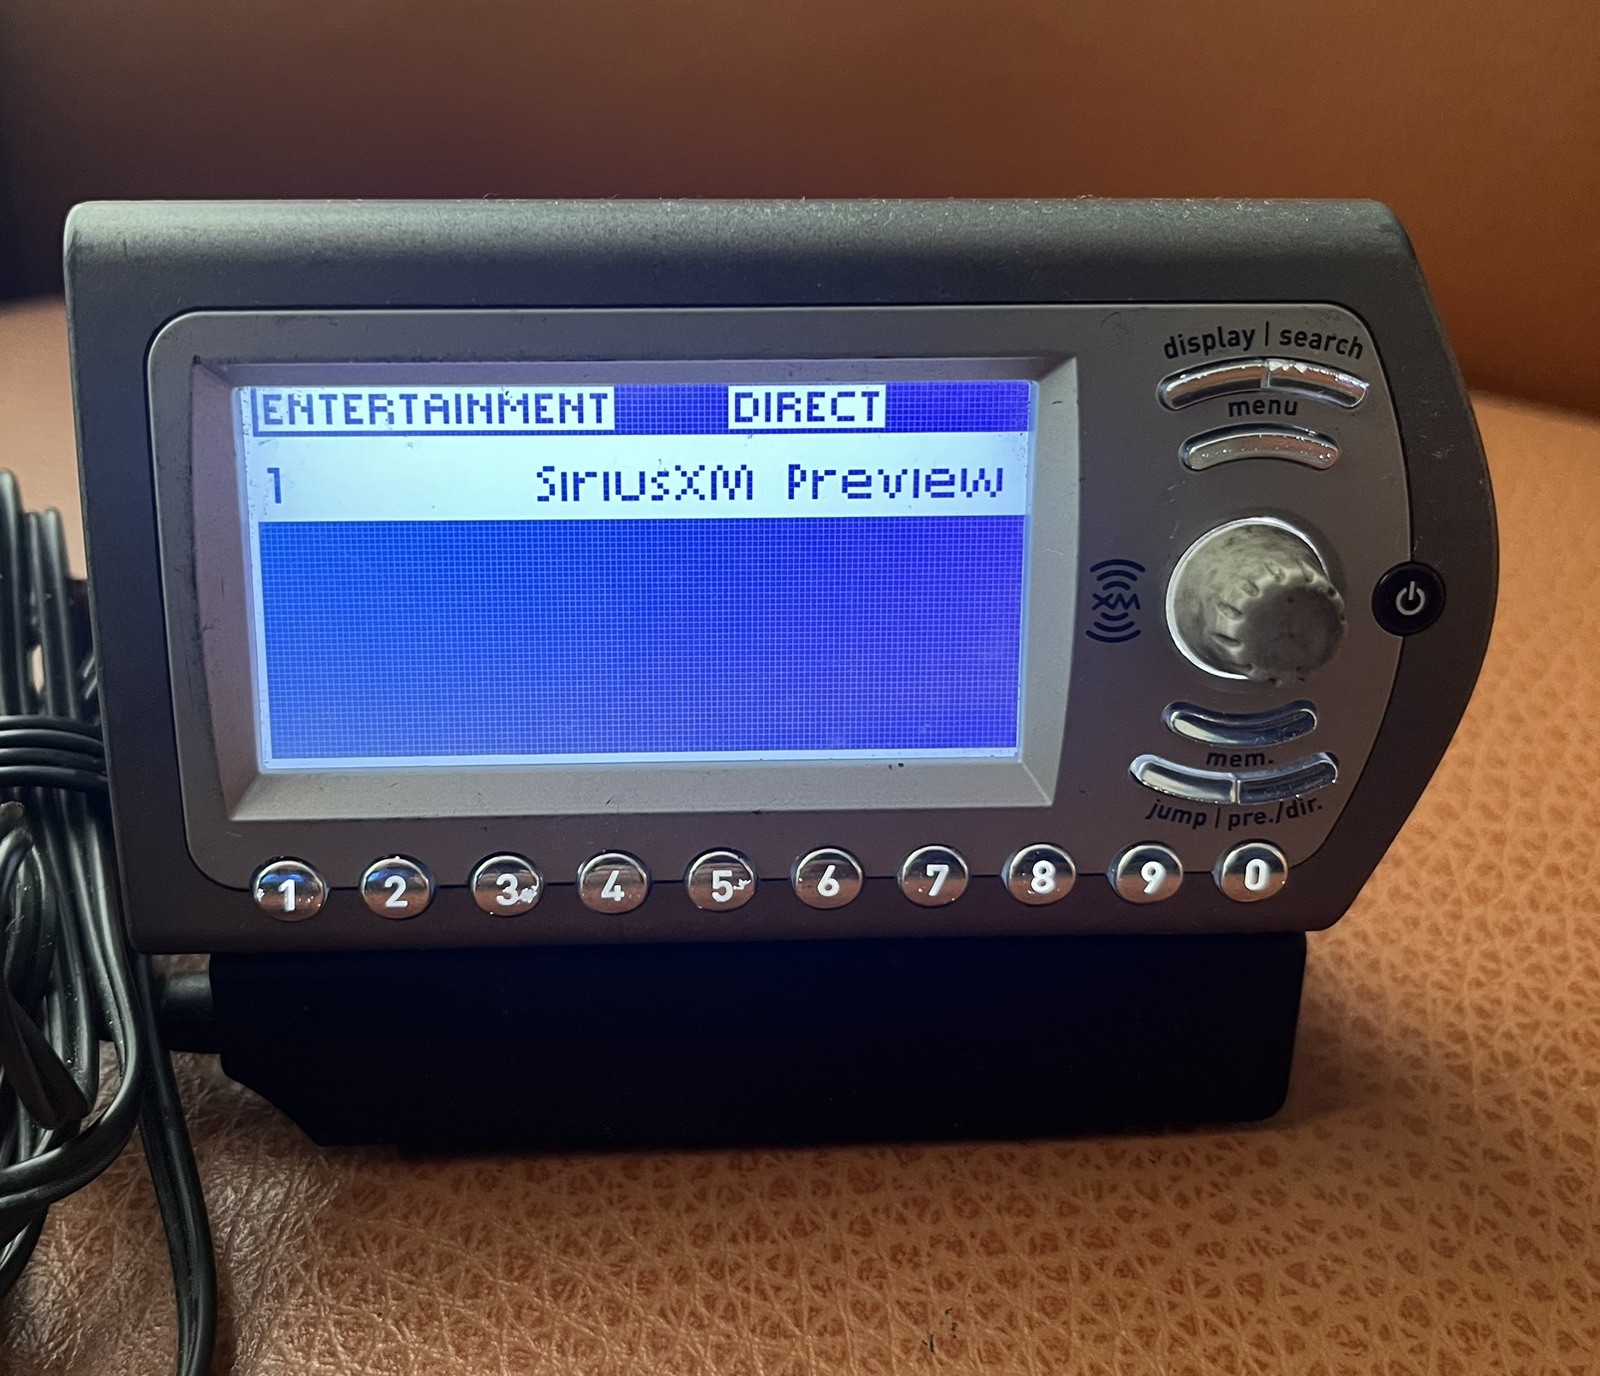 ENTERTAINMENT DIRECT
1 SiriusXM Preview
display | search
menu
XM
mem.
jump | pre./dir.
1 2 3 4 5 6 7 8 9 0